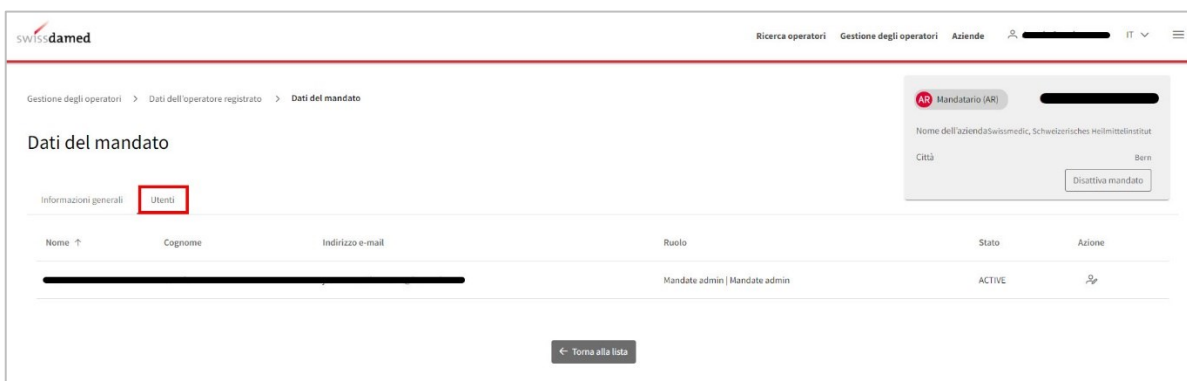 swissdamed
Ricerca operatori Gestione degli operatori Aziende IT
Gestione degli operatori > Dati dell'operatore registrato > Dati del mandato
AR Mandatario (AR)
Dati del mandato
Nome dell'azienda Swissmedic, Schweizerisches Heilmittelinstitut
Città Bern
Disattiva mandato
Informazioni generali Utenti
Nome ↑ Cognome Indirizzo e-mail Ruolo Stato Azione
Mandate admin | Mandate admin ACTIVE
← Torna alla lista